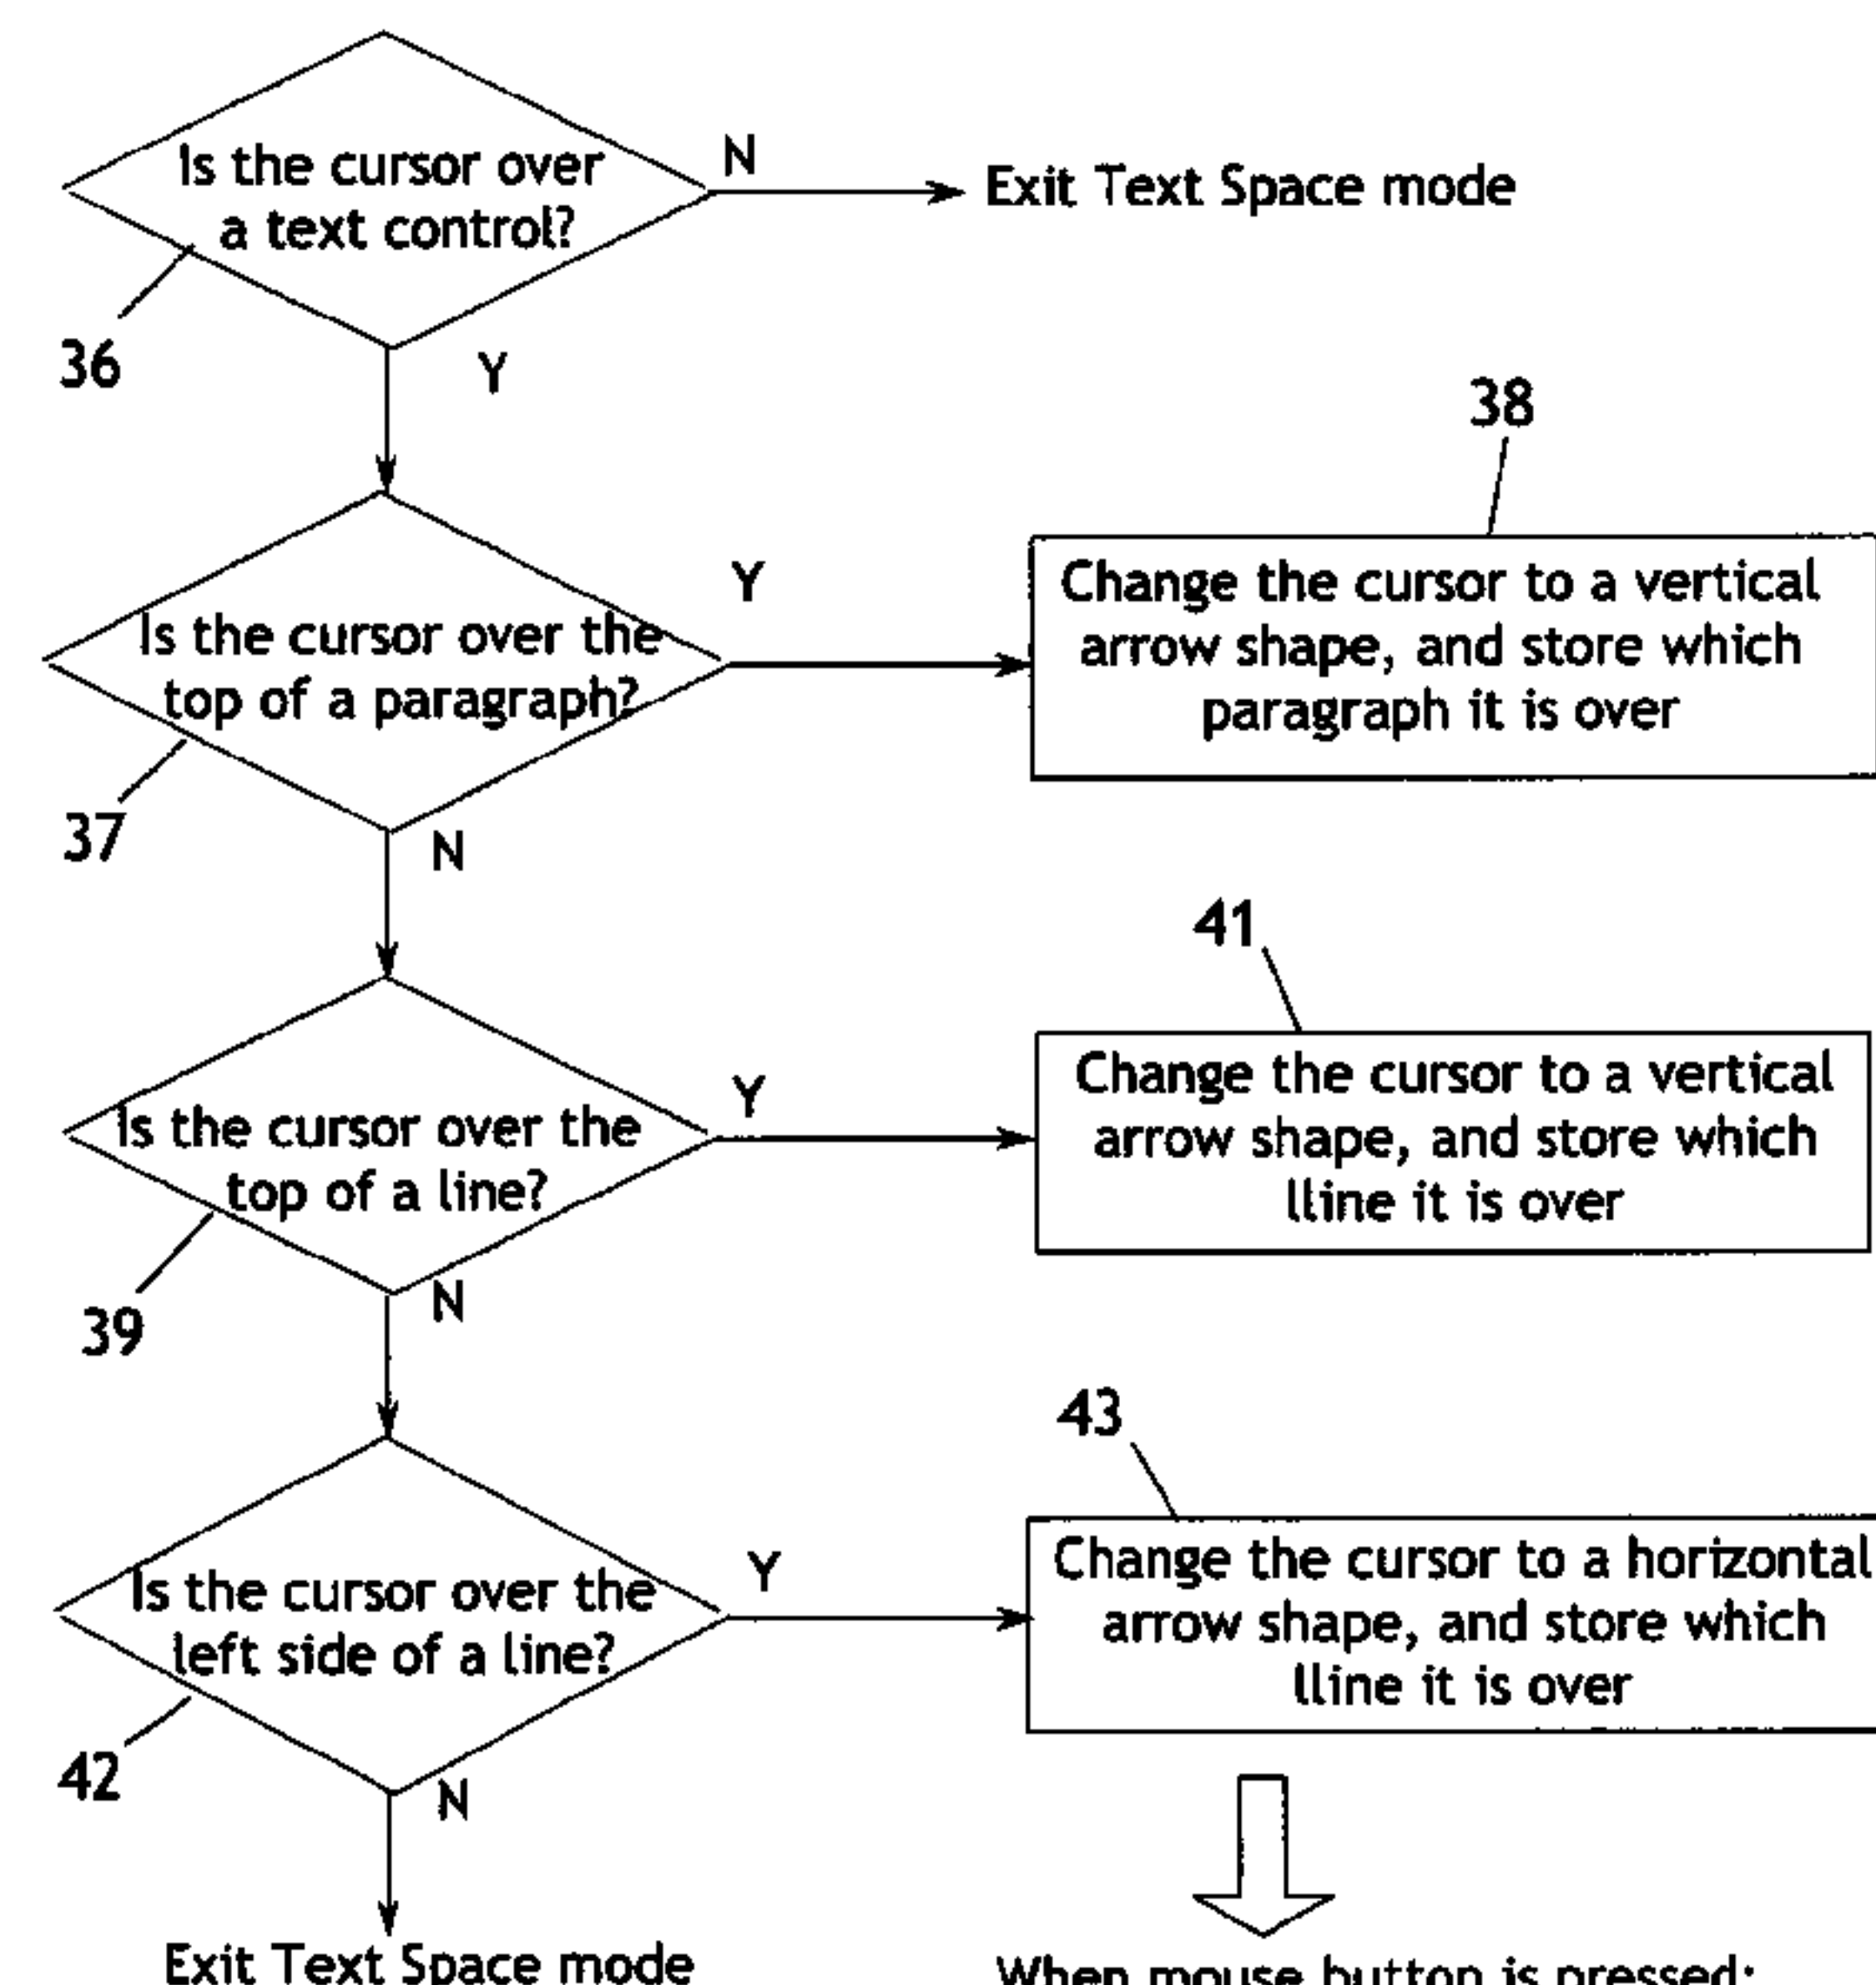 Is the cursor over
a text control?
N
Exit Text Space mode
36
Y
38
Is the cursor over the
top of a paragraph?
Y
Change the cursor to a vertical
arrow shape, and store which
paragraph it is over
37
N
41
Is the cursor over the
top of a line?
Y
Change the cursor to a vertical
arrow shape, and store which
lline it is over
39
N
43
Is the cursor over the
left side of a line?
Y
Change the cursor to a horizontal
arrow shape, and store which
lline it is over
42
N
Exit Text Space mode
When mouse button is pressed: